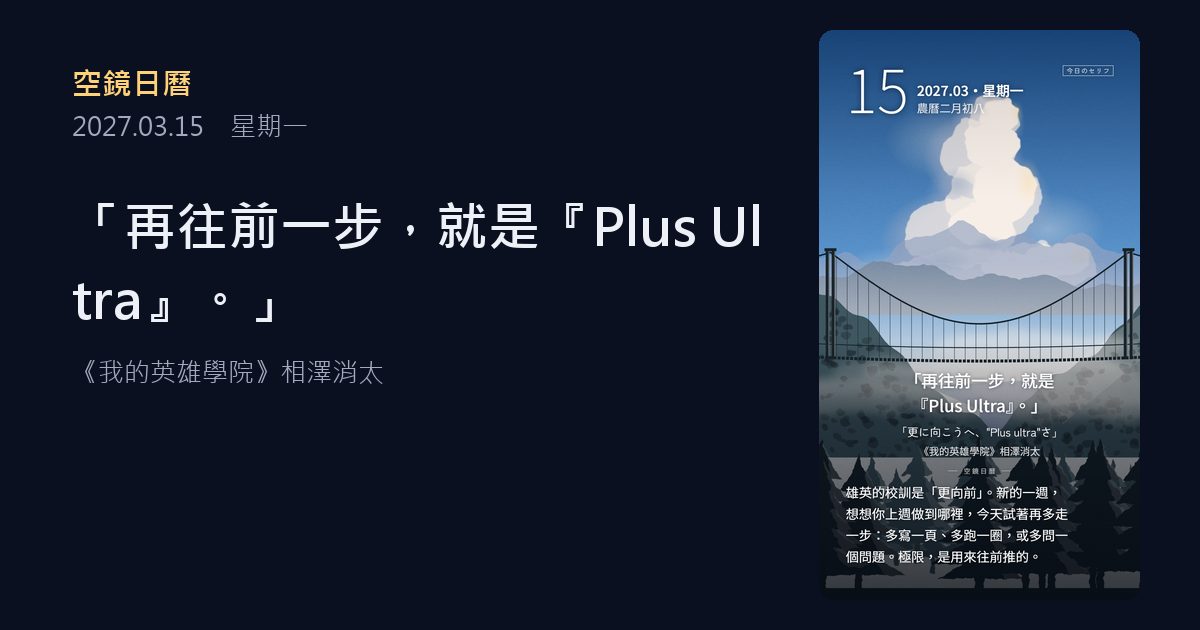 空鏡日曆
2027.03.15 星期一
「再往前一步，就是『Plus Ul
tra』。」
《我的英雄學院》相澤消太
15
2027.03・星期一
農曆二月初八
今日のセリフ
「再往前一步，就是
『Plus Ultra』。」
「更に向こうへ、"Plus ultra"さ」
《我的英雄學院》相澤消太
空鏡日曆
雄英的校訓是「更向前」。新的一週，
想想你上週做到哪裡，今天試著再多走
一步：多寫一頁、多跑一圈，或多問一
個問題。極限，是用來往前推的。